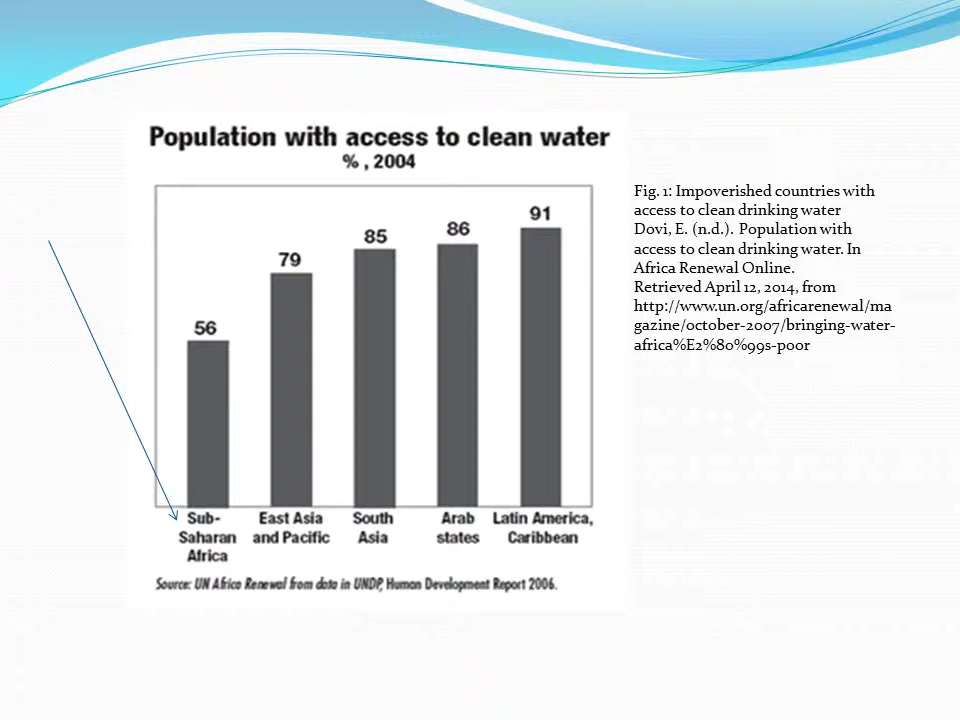 Population with access to clean water
% , 2004
56
79
85
86
91
Sub-
Saharan
Africa
East Asia
and Pacific
South
Asia
Arab
states
Latin America,
Caribbean
Source: UN Africa Renewal from data in UNDP, Human Development Report 2006.
Fig. 1: Impoverished countries with
access to clean drinking water
Dovi, E. (n.d.). Population with
access to clean drinking water. In
Africa Renewal Online.
Retrieved April 12, 2014, from
http://www.un.org/africarenewal/ma
gazine/october-2007/bringing-water-
africa%E2%80%99s-poor